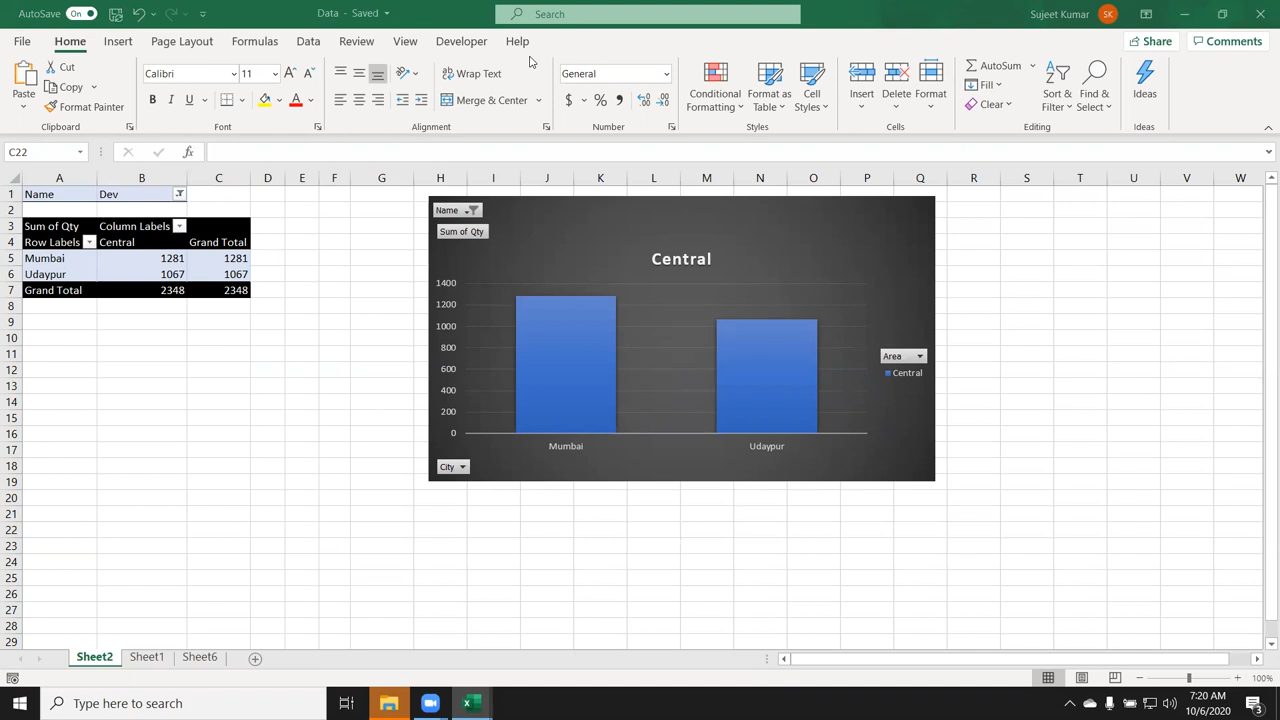 AutoSave On Data - Saved Search Sujeet Kumar SK
File Home Insert Page Layout Formulas Data Review View Developer Help Share Comments
Paste Cut Copy Format Painter
Calibri 11 B I U A
Wrap Text Merge & Center
General $ % ,
Conditional Formatting Format as Table Cell Styles
Insert Delete Format
AutoSum Fill Clear Sort & Filter Find & Select Ideas
Clipboard Font Alignment Number Styles Cells Editing Ideas
C22 fx
A B C D E F G H I J K L M N O P Q R S T U V W
1 Name Dev
2
3 Sum of Qty Column Labels
4 Row Labels Central Grand Total
5 Mumbai 1281 1281
6 Udaypur 1067 1067
7 Grand Total 2348 2348
8
9
10
11
12
13
14
15
16
17
18
19
20
21
22
23
24
25
26
27
28
29
Name
Sum of Qty
Central
1400
1200
1000
800
600
400
200
0
Mumbai Udaypur
Area
Central
City
Sheet2 Sheet1 Sheet6
100%
Type here to search
7:20 AM
10/6/2020
3